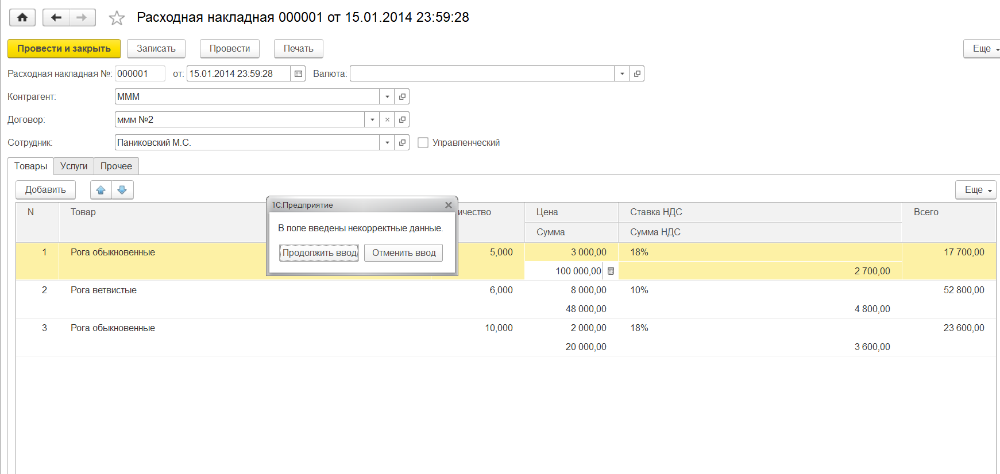 Расходная накладная 000001 от 15.01.2014 23:59:28
Провести и закрыть Записать Провести Печать Еще
Расходная накладная №: 000001 от: 15.01.2014 23:59:28 Валюта:
Контрагент: МММ
Договор: ммм №2
Сотрудник: Паниковский М.С. Управленческий
Товары Услуги Прочее
Добавить Еще
1С:Предприятие
В поле введены некорректные данные.
Продолжить ввод Отменить ввод
N Товар ичество Цена Ставка НДС Всего
Сумма Сумма НДС
1 Рога обыкновенные 5,000 3 000,00 18% 17 700,00
100 000,00 2 700,00
2 Рога ветвистые 6,000 8 000,00 10% 52 800,00
48 000,00 4 800,00
3 Рога обыкновенные 10,000 2 000,00 18% 23 600,00
20 000,00 3 600,00